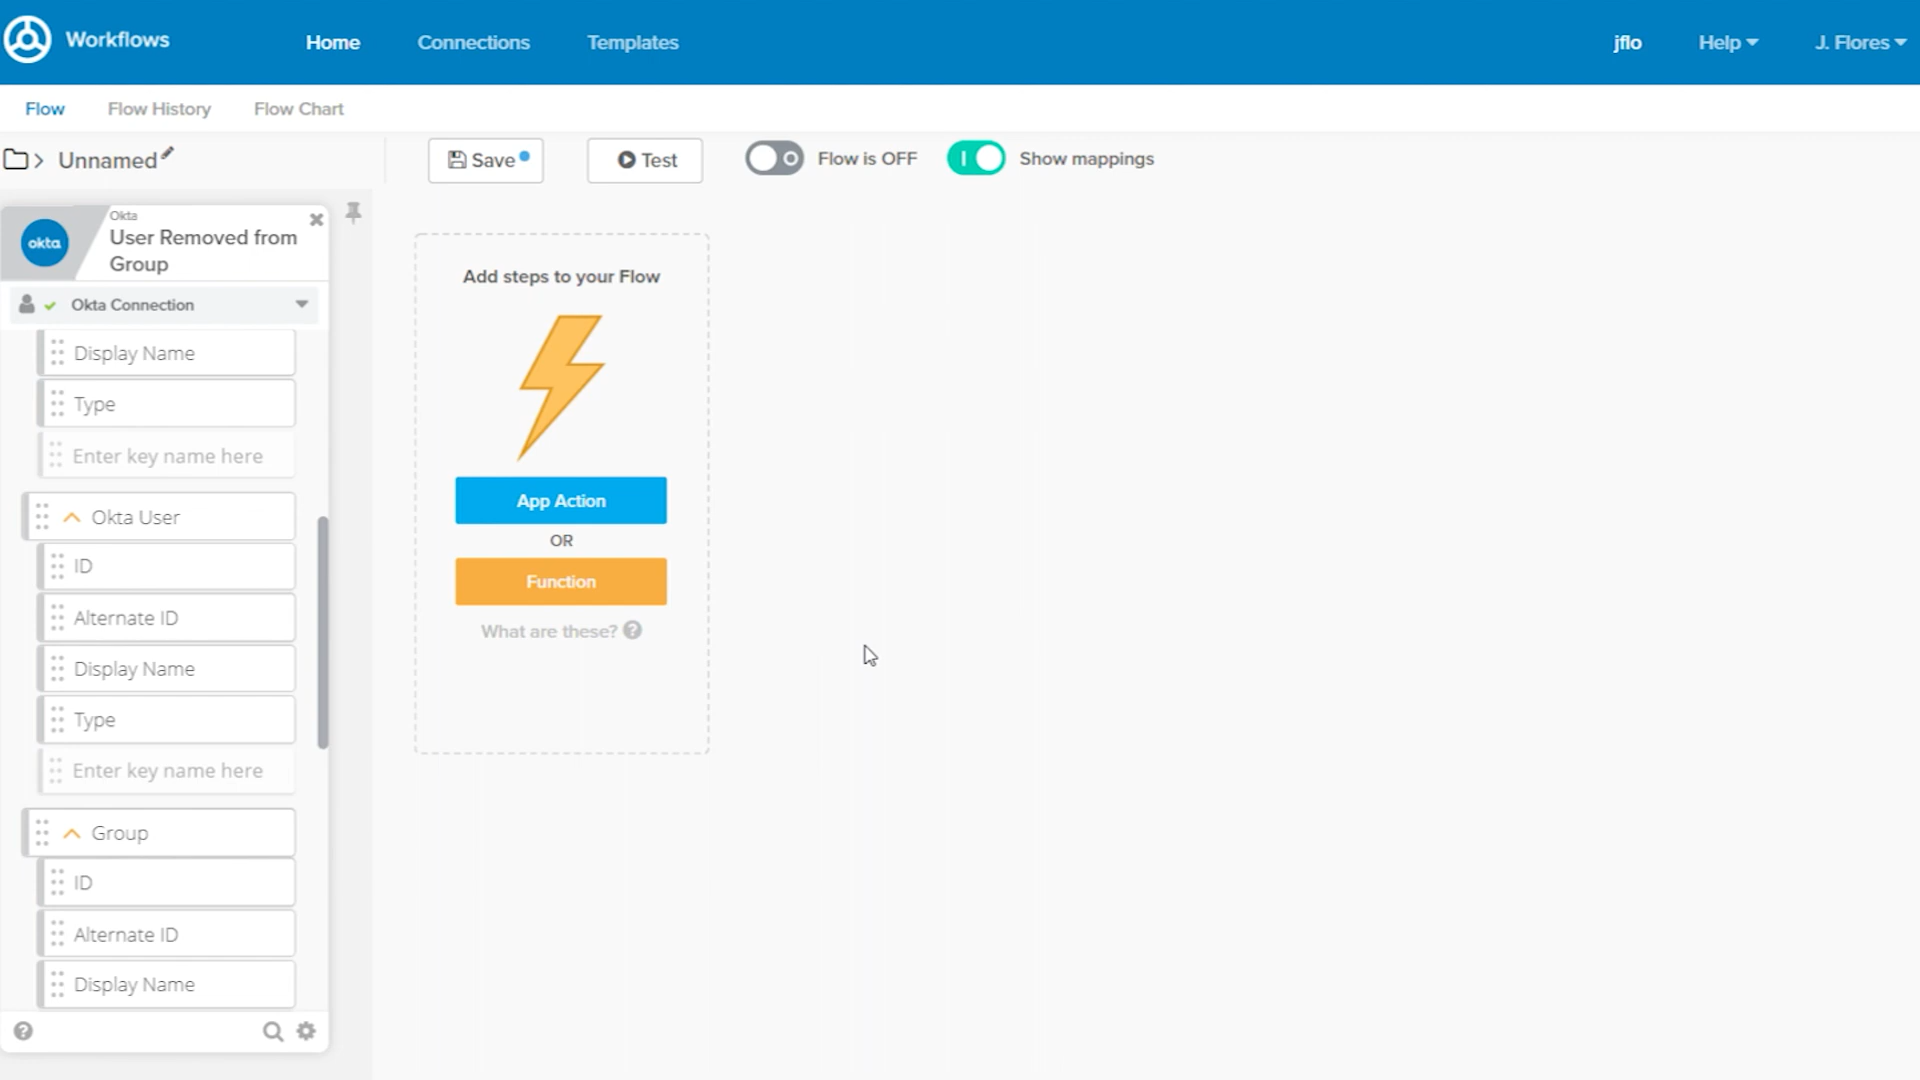 Workflows
Home
Connections
Templates
jflo
Help
J. Flores
Flow
Flow History
Flow Chart
Unnamed
Save
Test
Flow is OFF
Show mappings
okta
Okta
User Removed from
Group
Okta Connection
Display Name
Type
Enter key name here
Okta User
ID
Alternate ID
Display Name
Type
Enter key name here
Group
ID
Alternate ID
Display Name
Add steps to your Flow
App Action
OR
Function
What are these?